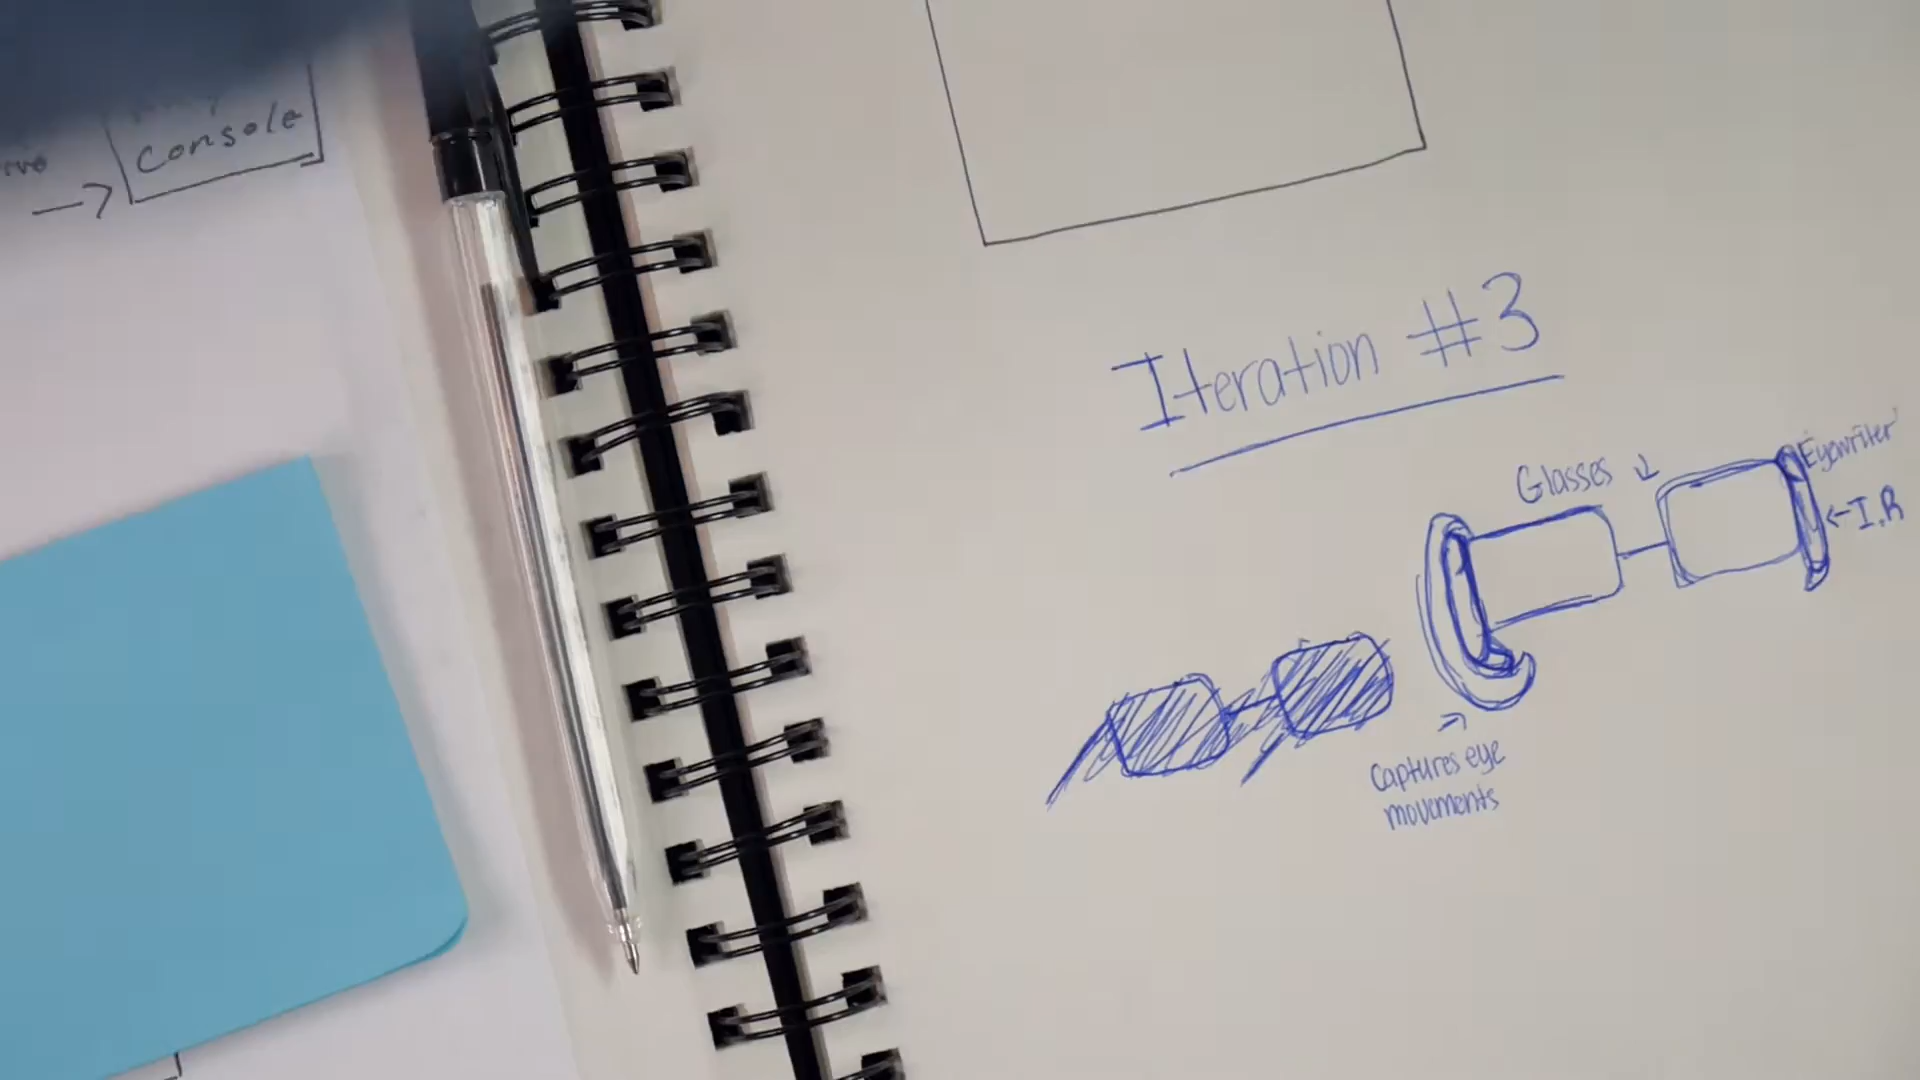 console
Iteration #3
Glasses
Eyewriter
I.R
Captures eye
movements